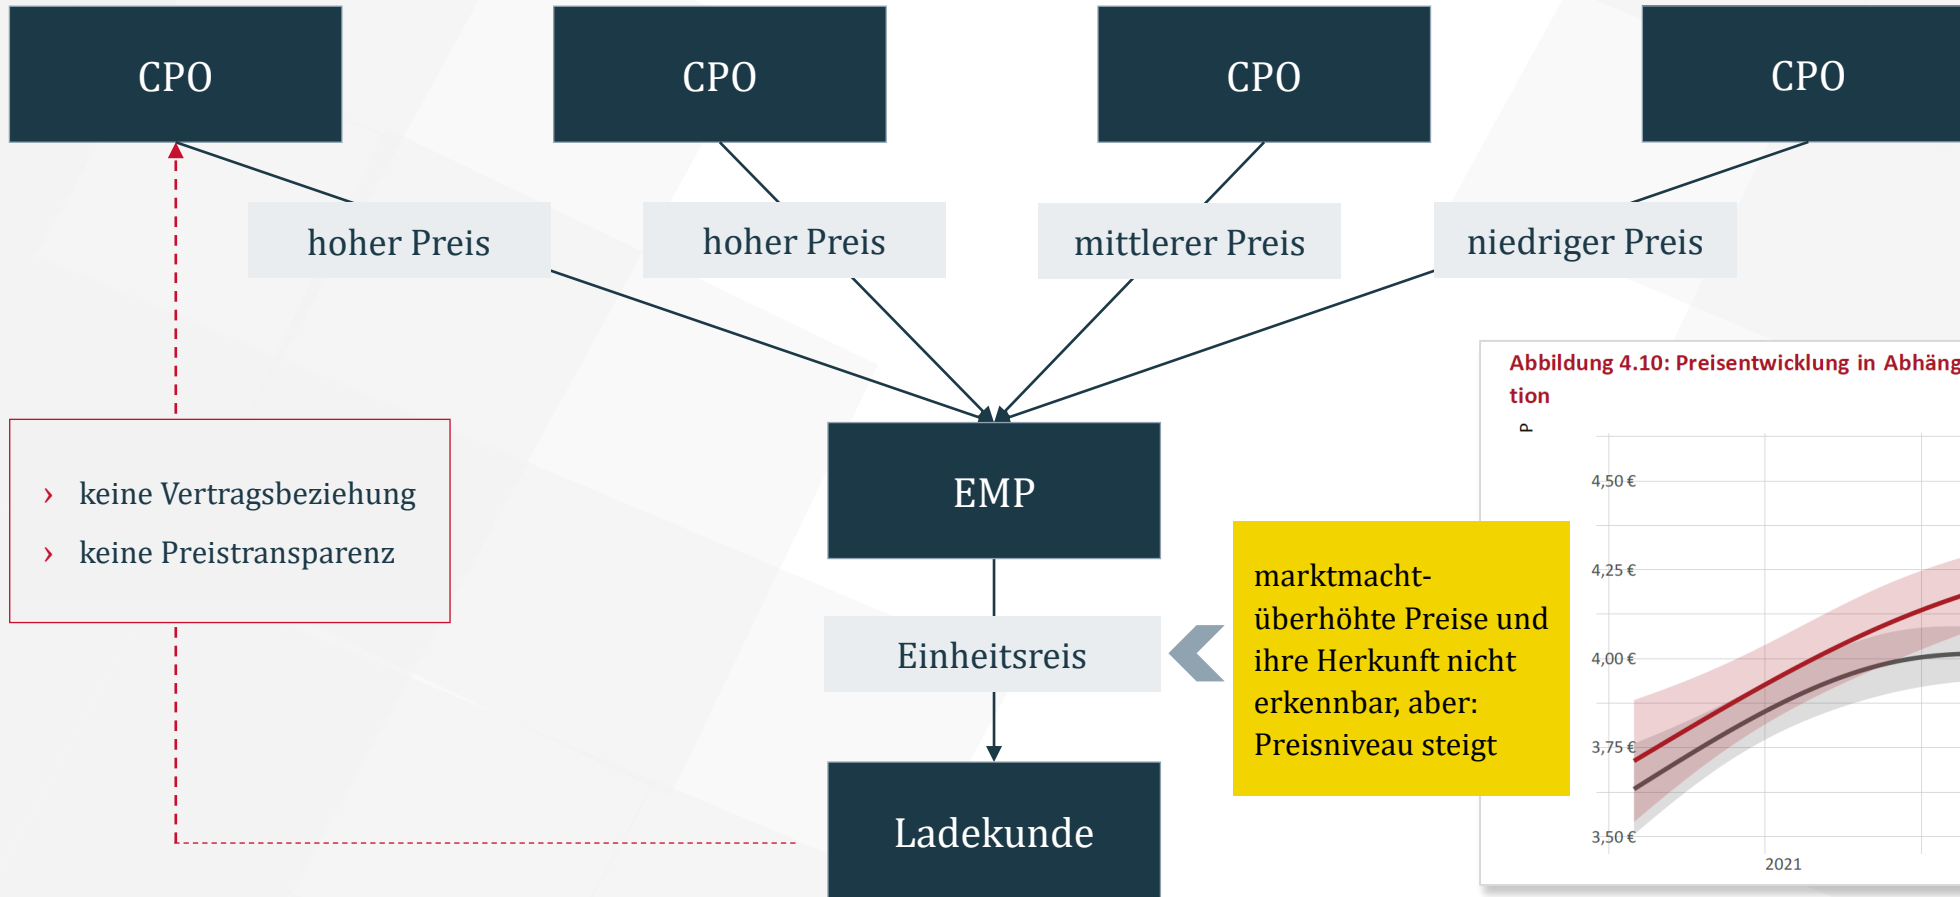 CPO
CPO
CPO
CPO
hoher Preis
hoher Preis
mittlerer Preis
niedriger Preis
› keine Vertragsbeziehung
› keine Preistransparenz
EMP
Einheitsreis
Ladekunde
marktmacht-
überhöhte Preise und
ihre Herkunft nicht
erkennbar, aber:
Preisniveau steigt
Abbildung 4.10: Preisentwicklung in Abhäng
tion
P
4,50 €
4,25 €
4,00 €
3,75 €
3,50 €
2021